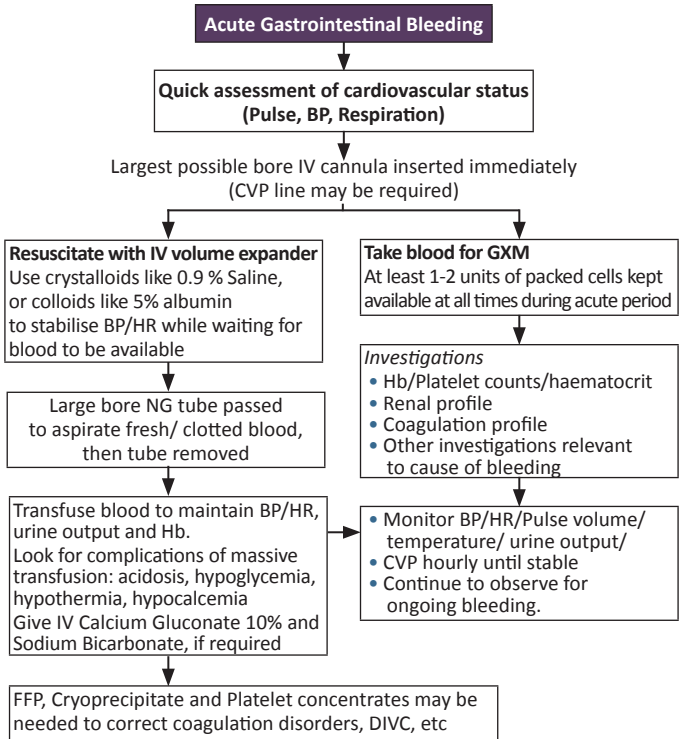 Acute Gastrointestinal Bleeding
Quick assessment of cardiovascular status
(Pulse, BP, Respiration)
Largest possible bore IV cannula inserted immediately
(CVP line may be required)
Resuscitate with IV volume expander
Use crystalloids like 0.9 % Saline,
or colloids like 5% albumin
to stabilise BP/HR while waiting for
blood to be available
Large bore NG tube passed
to aspirate fresh/ clotted blood,
then tube removed
Transfuse blood to maintain BP/HR,
urine output and Hb.
Look for complications of massive
transfusion: acidosis, hypoglycemia,
hypothermia, hypocalcemia
Give IV Calcium Gluconate 10% and
Sodium Bicarbonate, if required
FFP, Cryoprecipitate and Platelet concentrates may be
needed to correct coagulation disorders, DIVC, etc
Take blood for GXM
At least 1-2 units of packed cells kept
available at all times during acute period
Investigations
• Hb/Platelet counts/haematocrit
• Renal profile
• Coagulation profile
• Other investigations relevant
to cause of bleeding
• Monitor BP/HR/Pulse volume/
temperature/ urine output/
• CVP hourly until stable
• Continue to observe for
ongoing bleeding.